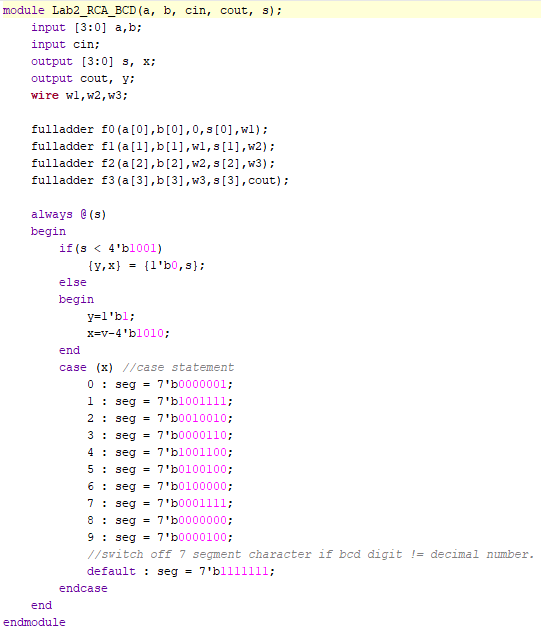 module Lab2_RCA_BCD(a, b, cin, cout, s);
input [3:0] a,b;
input cin;
output [3:0] s, x;
output cout, y;
wire w1,w2,w3;
fulladder f0(a[0],b[0],0,s[0],w1);
fulladder f1(a[1],b[1],w1,s[1],w2);
fulladder f2(a[2],b[2],w2,s[2],w3);
fulladder f3(a[3],b[3],w3,s[3],cout);
always @(s)
begin
if(s < 4'b1001)
{y,x} = {1'b0,s};
else
begin
y=1'b1;
x=v-4'b1010;
end
case (x) //case statement
0 : seg = 7'b0000001;
1 : seg = 7'b1001111;
2 : seg = 7'b0010010;
3 : seg = 7'b0000110;
4 : seg = 7'b1001100;
5 : seg = 7'b0100100;
6 : seg = 7'b0100000;
7 : seg = 7'b0001111;
8 : seg = 7'b0000000;
9 : seg = 7'b0000100;
//switch off 7 segment character if bcd digit != decimal number.
default : seg = 7'b1111111;
endcase
end
endmodule